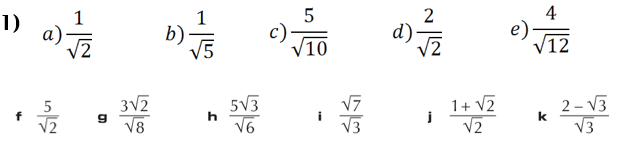 1) a) 1/√2 b) 1/√5 c) 5/√10 d) 2/√2 e) 4/√12
f 5/√2 g 3√2/√8 h 5√3/√6 i √7/√3 j 1+ √2/√2 k 2 – √3/√3